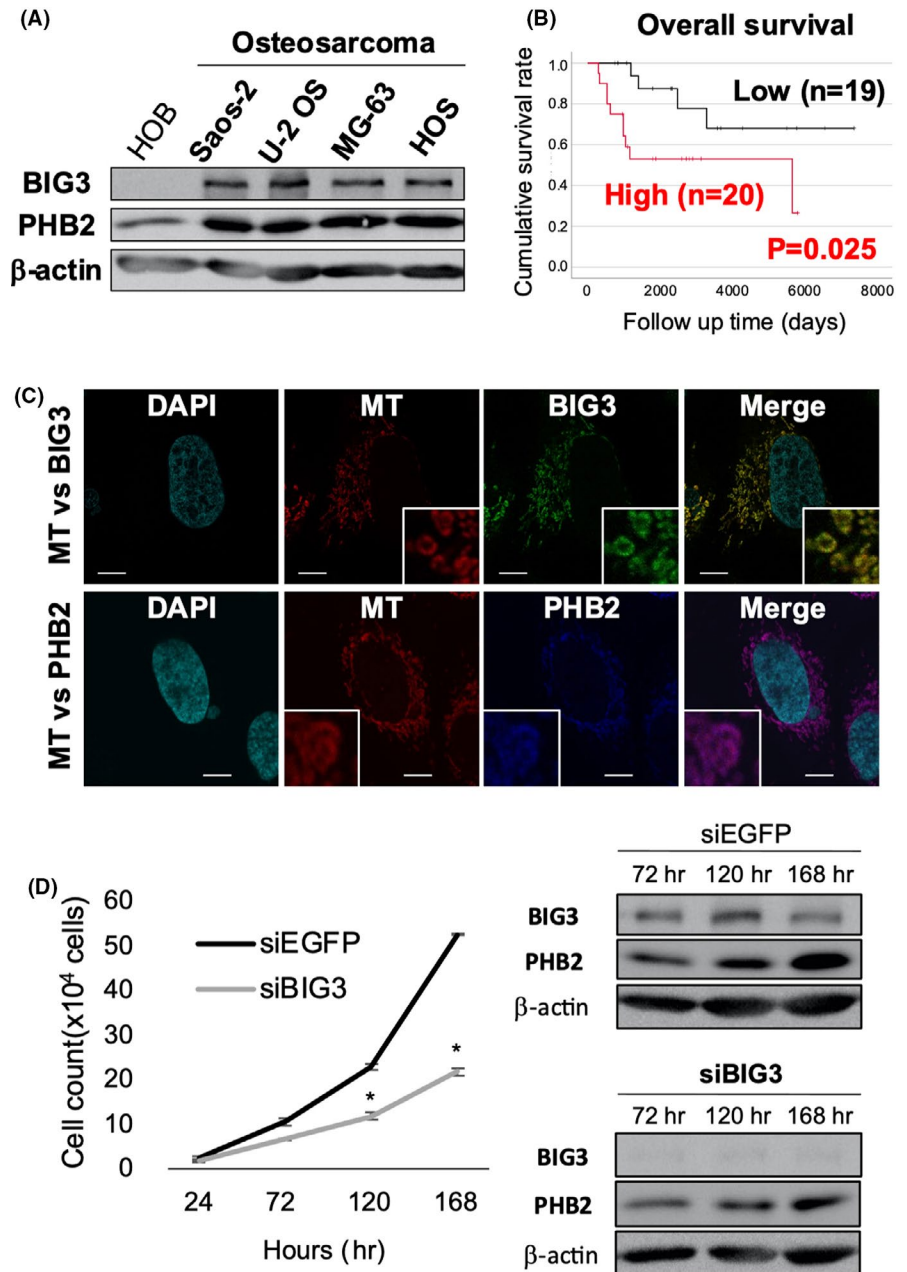 (A)
Osteosarcoma
HOB
Saos-2
U-2 OS
MG-63
HOS
BIG3
PHB2
β-actin
(B)
Overall survival
Cumulative survival rate
1.0
0.8
0.6
0.4
0.2
0.0
Low (n=19)
High (n=20)
P=0.025
0 2000 4000 6000 8000
Follow up time (days)
(C)
MT vs BIG3
DAPI MT BIG3 Merge
MT vs PHB2
DAPI MT PHB2 Merge
(D)
Cell count(x10⁴ cells)
60
50
40
30
20
10
0
siEGFP
siBIG3
*
*
24 72 120 168
Hours (hr)
siEGFP
72 hr 120 hr 168 hr
BIG3
PHB2
β-actin
siBIG3
72 hr 120 hr 168 hr
BIG3
PHB2
β-actin